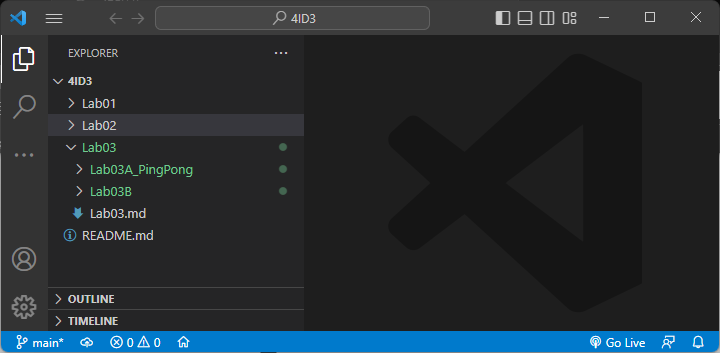 4ID3
EXPLORER
4ID3
Lab01
Lab02
Lab03
Lab03A_PingPong
Lab03B
Lab03.md
README.md
OUTLINE
TIMELINE
main* 0 0 Go Live